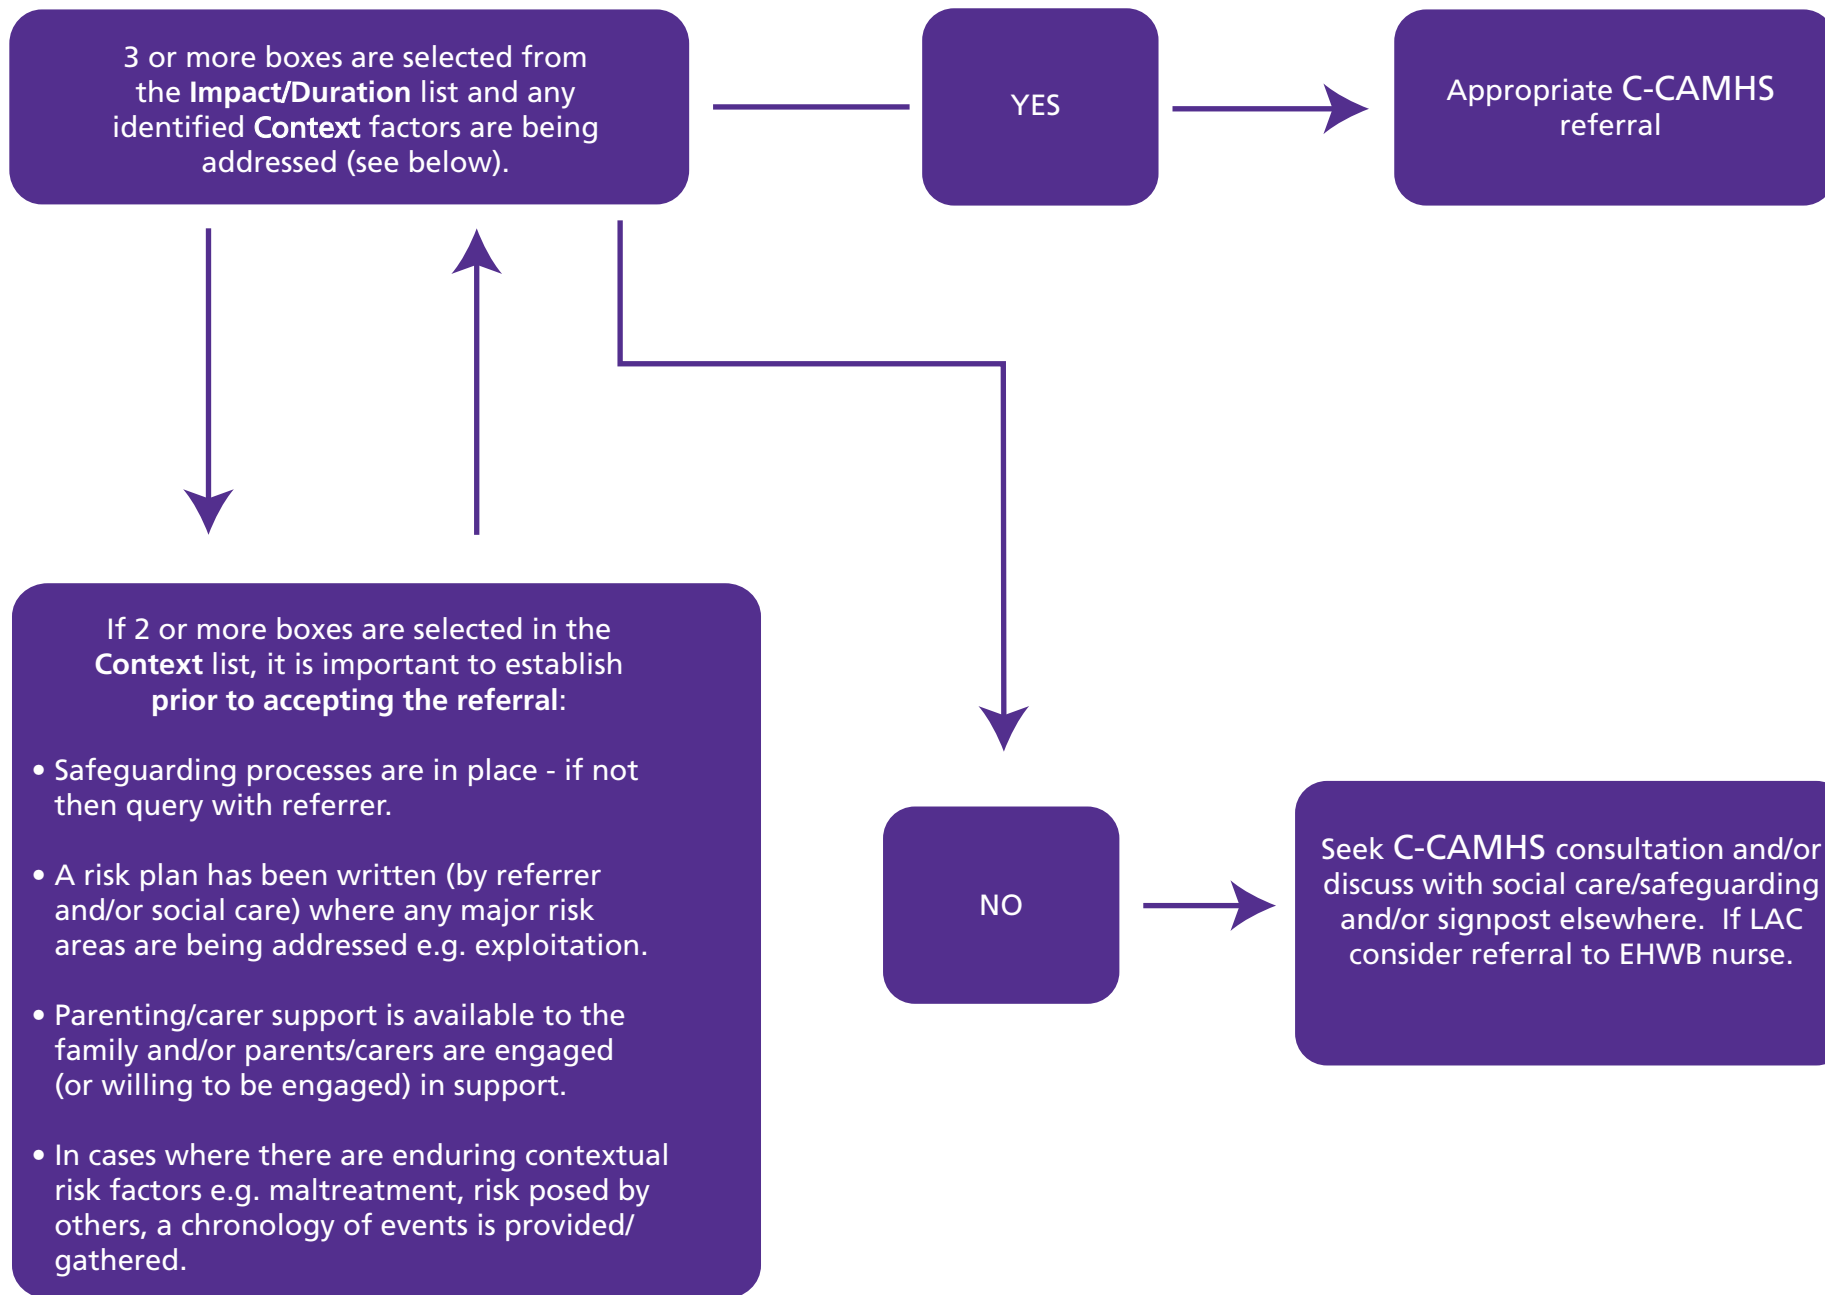 3 or more boxes are selected from
the Impact/Duration list and any
identified Context factors are being
addressed (see below).
YES
Appropriate C-CAMHS
referral
If 2 or more boxes are selected in the
Context list, it is important to establish
prior to accepting the referral:
• Safeguarding processes are in place - if not
then query with referrer.
• A risk plan has been written (by referrer
and/or social care) where any major risk
areas are being addressed e.g. exploitation.
• Parenting/carer support is available to the
family and/or parents/carers are engaged
(or willing to be engaged) in support.
• In cases where there are enduring contextual
risk factors e.g. maltreatment, risk posed by
others, a chronology of events is provided/
gathered.
NO
Seek C-CAMHS consultation and/or
discuss with social care/safeguarding
and/or signpost elsewhere.  If LAC
consider referral to EHWB nurse.